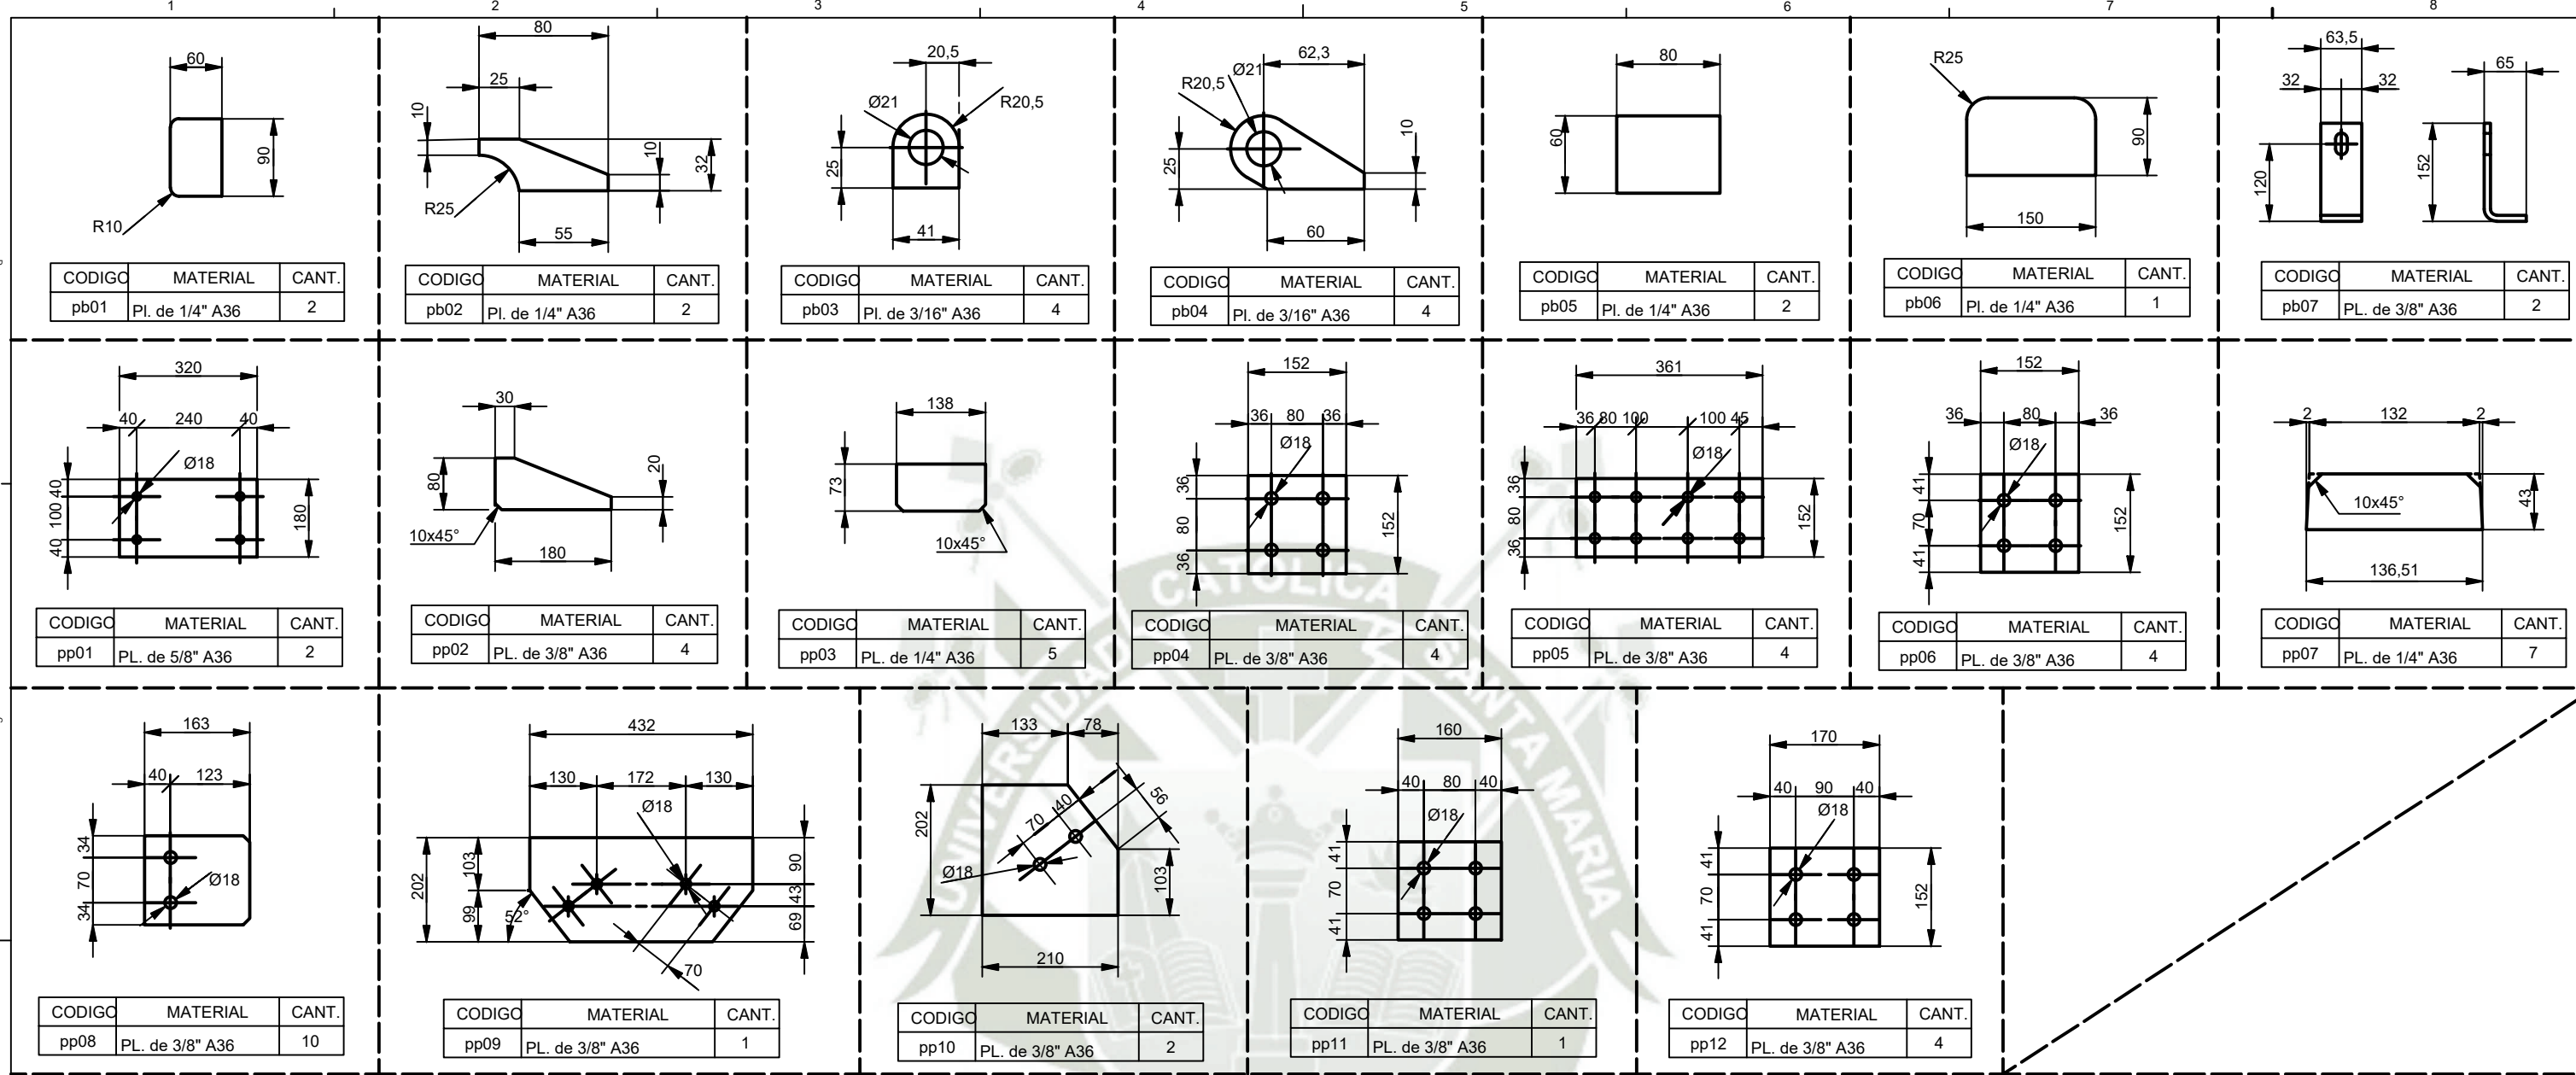 1 2 3 4 5 6 7 8
60
90
R10
CODIGO MATERIAL CANT.
pb01 Pl. de 1/4" A36 2
80
25
10
10
32
R25
55
CODIGO MATERIAL CANT.
pb02 Pl. de 1/4" A36 2
20,5
Ø21
R20,5
25
41
CODIGO MATERIAL CANT.
pb03 Pl. de 3/16" A36 4
62,3
Ø21
R20,5
10
25
60
CODIGO MATERIAL CANT.
pb04 Pl. de 3/16" A36 4
80
60
CODIGO MATERIAL CANT.
pb05 Pl. de 1/4" A36 2
R25
90
150
CODIGO MATERIAL CANT.
pb06 Pl. de 1/4" A36 1
63,5
65
32 32
152
120
CODIGO MATERIAL CANT.
pb07 PL. de 3/8" A36 2
320
40 240 40
Ø18
40
100
40
180
CODIGO MATERIAL CANT.
pp01 PL. de 5/8" A36 2
30
80
20
10x45°
180
CODIGO MATERIAL CANT.
pp02 PL. de 3/8" A36 4
138
73
10x45°
CODIGO MATERIAL CANT.
pp03 PL. de 1/4" A36 5
152
36 80 36
Ø18
36
80
36
152
CODIGO MATERIAL CANT.
pp04 PL. de 3/8" A36 4
361
36 80 100 100 45
Ø18
36
80
36
152
CODIGO MATERIAL CANT.
pp05 PL. de 3/8" A36 4
152
36 80 36
Ø18
41
70
41
152
CODIGO MATERIAL CANT.
pp06 PL. de 3/8" A36 4
2 132 2
10x45°
43
136,51
CODIGO MATERIAL CANT.
pp07 PL. de 1/4" A36 7
163
40 123
34
70
34
Ø18
CODIGO MATERIAL CANT.
pp08 PL. de 3/8" A36 10
432
130 172 130
Ø18
202
103
99
52°
90
43
69
70
CODIGO MATERIAL CANT.
pp09 PL. de 3/8" A36 1
133 78
56
40
70
202
Ø18
103
210
CODIGO MATERIAL CANT.
pp10 PL. de 3/8" A36 2
160
40 80 40
Ø18
41
70
41
CODIGO MATERIAL CANT.
pp11 PL. de 3/8" A36 1
170
40 90 40
Ø18
41
70
41
152
CODIGO MATERIAL CANT.
pp12 PL. de 3/8" A36 4
UNIVERSIDAD CATOLICA SANTA MARIA